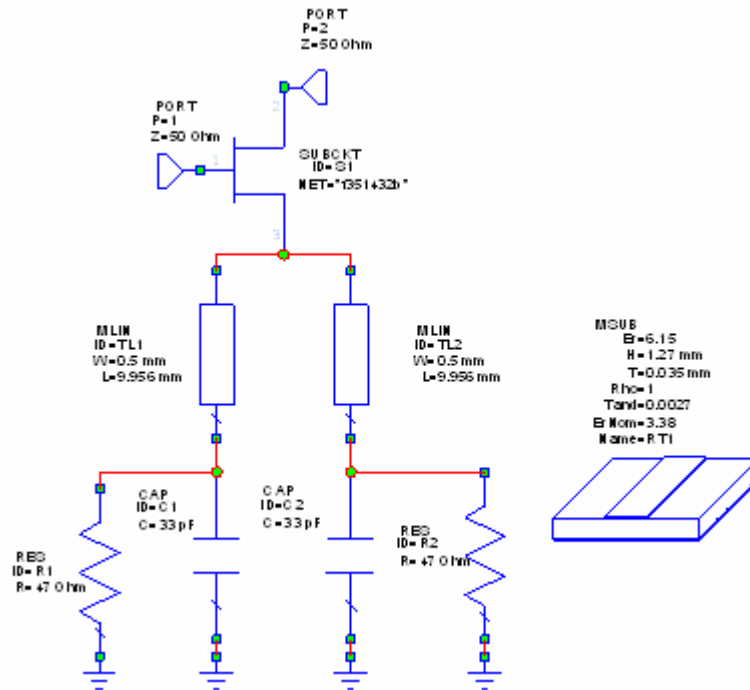 PORT
P=2
Z=50 Ohm
2
PORT
P=1
Z=50 Ohm
1
SUBCKT
ID=S1
NET="f351432b"
3
MLIN
ID=TL1
W=0.5 mm
L=9.956 mm
MLIN
ID=TL2
W=0.5 mm
L=9.956 mm
MSUB
Er=6.15
H=1.27 mm
T=0.035 mm
Rho=1
Tand=0.0027
ErNom=3.38
Name=RT1
CAP
ID=C1
C=33 pF
CAP
ID=C2
C=33 pF
RES
ID=R1
R=47 Ohm
RES
ID=R2
R=47 Ohm